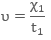 υ = χ₁/t₁